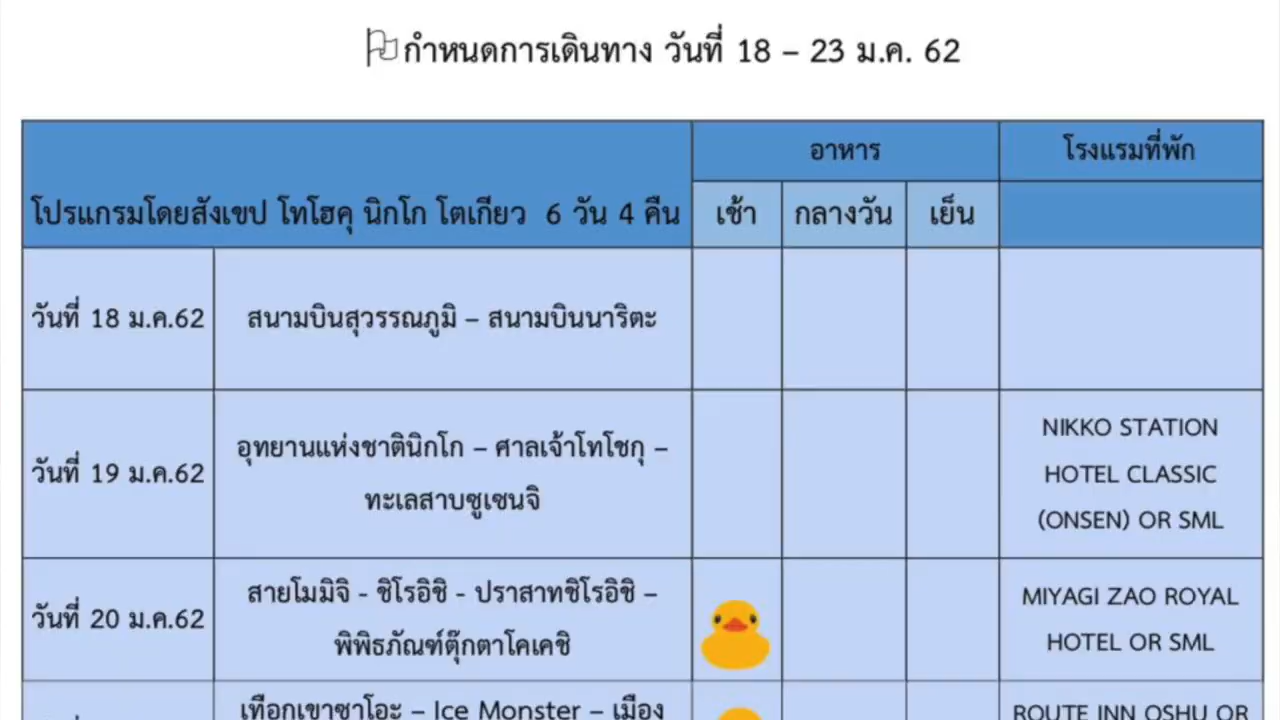 กำหนดการเดินทาง วันที่ 18 – 23 ม.ค. 62
โปรแกรมโดยสังเขป โทโฮคุ นิกโก โตเกียว 6 วัน 4 คืน
อาหาร
โรงแรมที่พัก
เช้า
กลางวัน
เย็น
วันที่ 18 ม.ค.62
สนามบินสุวรรณภูมิ – สนามบินนาริตะ
วันที่ 19 ม.ค.62
อุทยานแห่งชาตินิกโก – ศาลเจ้าโทโชกุ –
ทะเลสาบชูเซนจิ
NIKKO STATION
HOTEL CLASSIC
(ONSEN) OR SML
วันที่ 20 ม.ค.62
สายโมมิจิ - ชิโรอิชิ - ปราสาทชิโรอิชิ –
พิพิธภัณฑ์ตุ๊กตาโคเคชิ
MIYAGI ZAO ROYAL
HOTEL OR SML
เทือกเขาซาโอะ – Ice Monster – เมือง
ROUTE INN OSHU OR